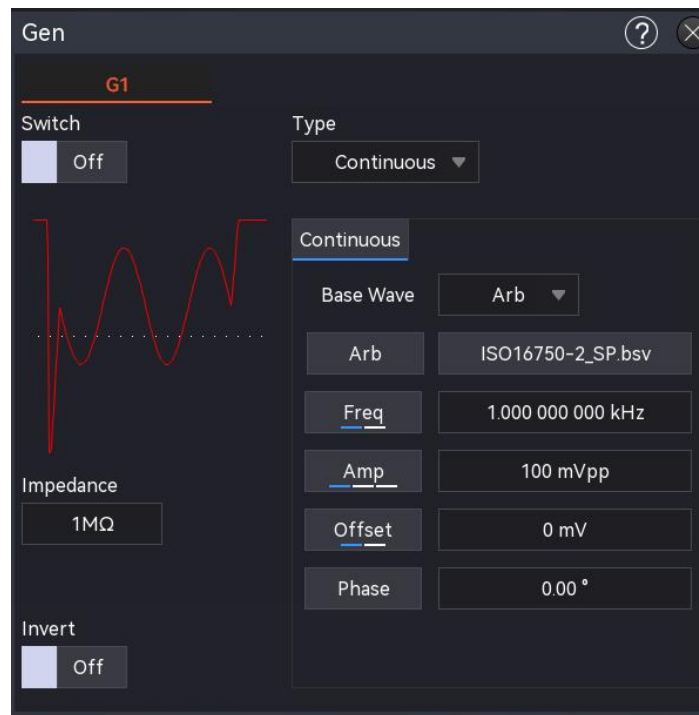 Gen
G1
Switch
Off
Type
Continuous
Continuous
Base Wave
Arb
Arb
ISO16750-2_SP.bsv
Freq
1.000 000 000 kHz
Amp
100 mVpp
Offset
0 mV
Phase
0.00 °
Impedance
1MΩ
Invert
Off